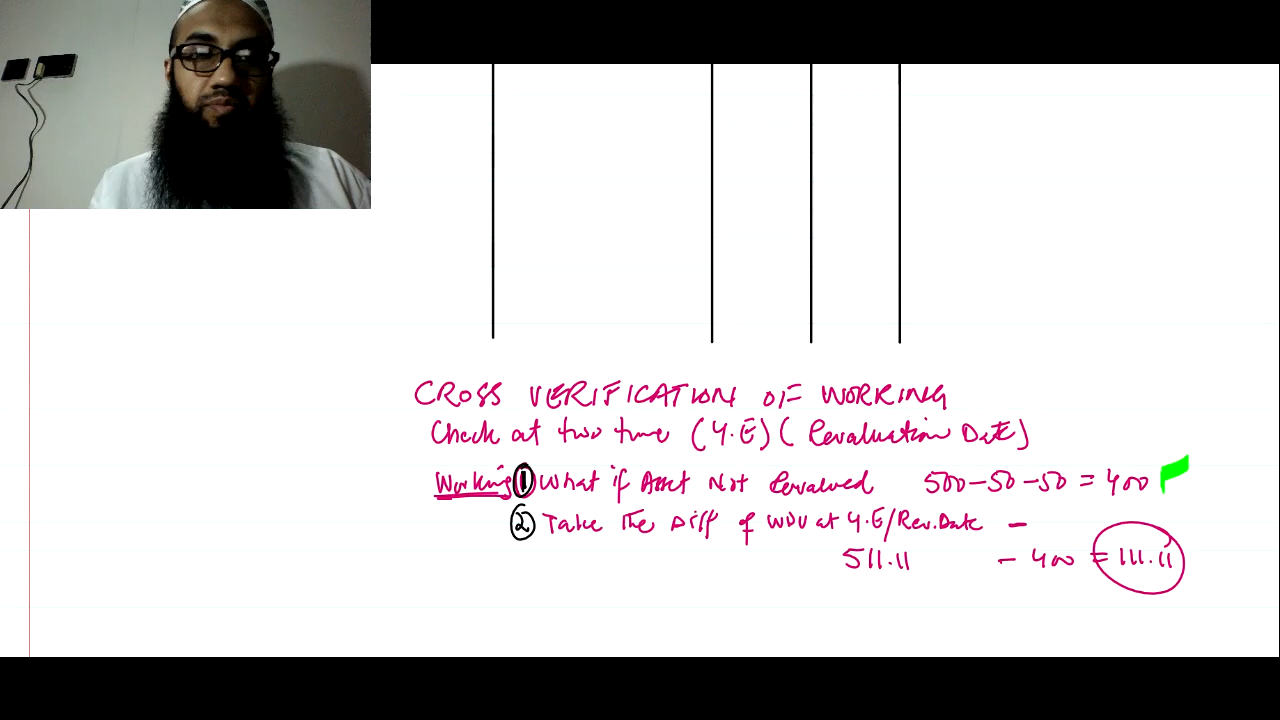 CROSS VERIFICATION OF WORKING
Check at two time (Y.E) ( Revaluation Date)
Working ① What if Asset Not Revalued 500-50-50 = 400
② Take the Diff of WDV at Y.E/Rev.Date -
511.11 - 400 = 111.11